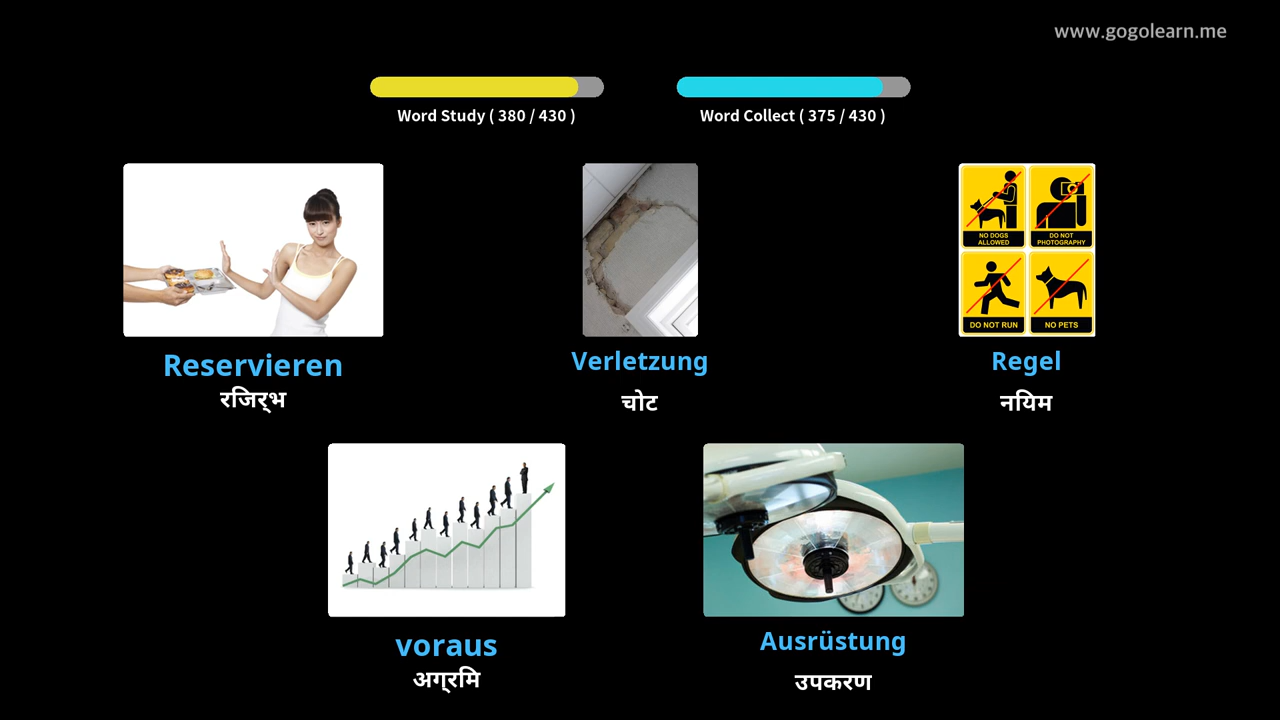 www.gogolearn.me
Word Study ( 380 / 430 )
Word Collect ( 375 / 430 )
NO DOGS
ALLOWED
DO NOT
PHOTOGRAPHY
DO NOT RUN
NO PETS
Reservieren
रजिर्भ
Verletzung
चोट
Regel
नियम
voraus
अग्रमि
Ausrüstung
उपकरण